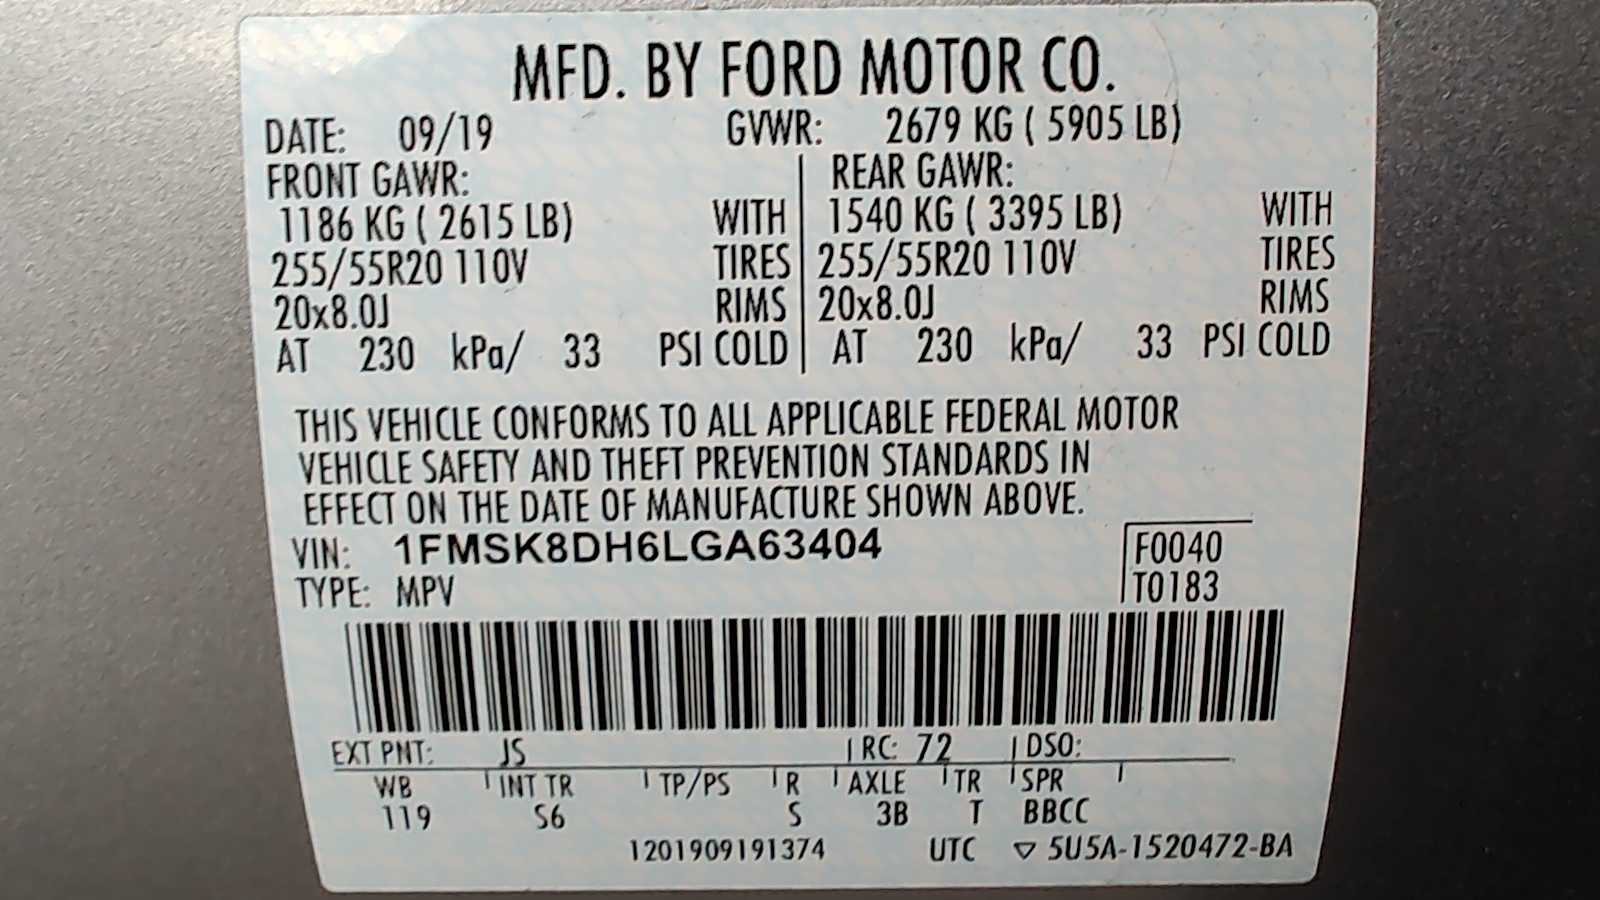 MFD. BY FORD MOTOR CO.
DATE: 09/19 GVWR: 2679 KG ( 5905 LB)
FRONT GAWR: REAR GAWR:
1186 KG ( 2615 LB) WITH 1540 KG ( 3395 LB) WITH
255/55R20 110V TIRES 255/55R20 110V TIRES
20x8.0J RIMS 20x8.0J RIMS
AT 230 kPa/ 33 PSI COLD AT 230 kPa/ 33 PSI COLD
THIS VEHICLE CONFORMS TO ALL APPLICABLE FEDERAL MOTOR
VEHICLE SAFETY AND THEFT PREVENTION STANDARDS IN
EFFECT ON THE DATE OF MANUFACTURE SHOWN ABOVE.
VIN: 1FMSK8DH6LGA63404 F0040
TYPE: MPV T0183
EXT PNT: JS RC: 72 DSO:
WB INT TR TP/PS R AXLE TR SPR
119 S6 S 3B T BBCC
1201909191374 UTC ▽ 5U5A-1520472-BA